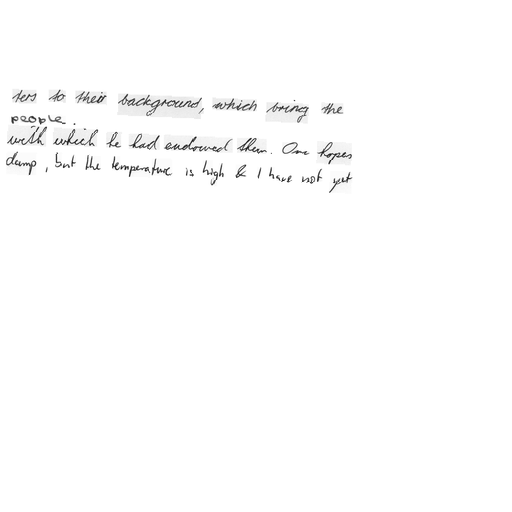 ters to their background, which bring the
people.
with which he had endowed them. One hopes
damp, but the temperature is high & I have not yet